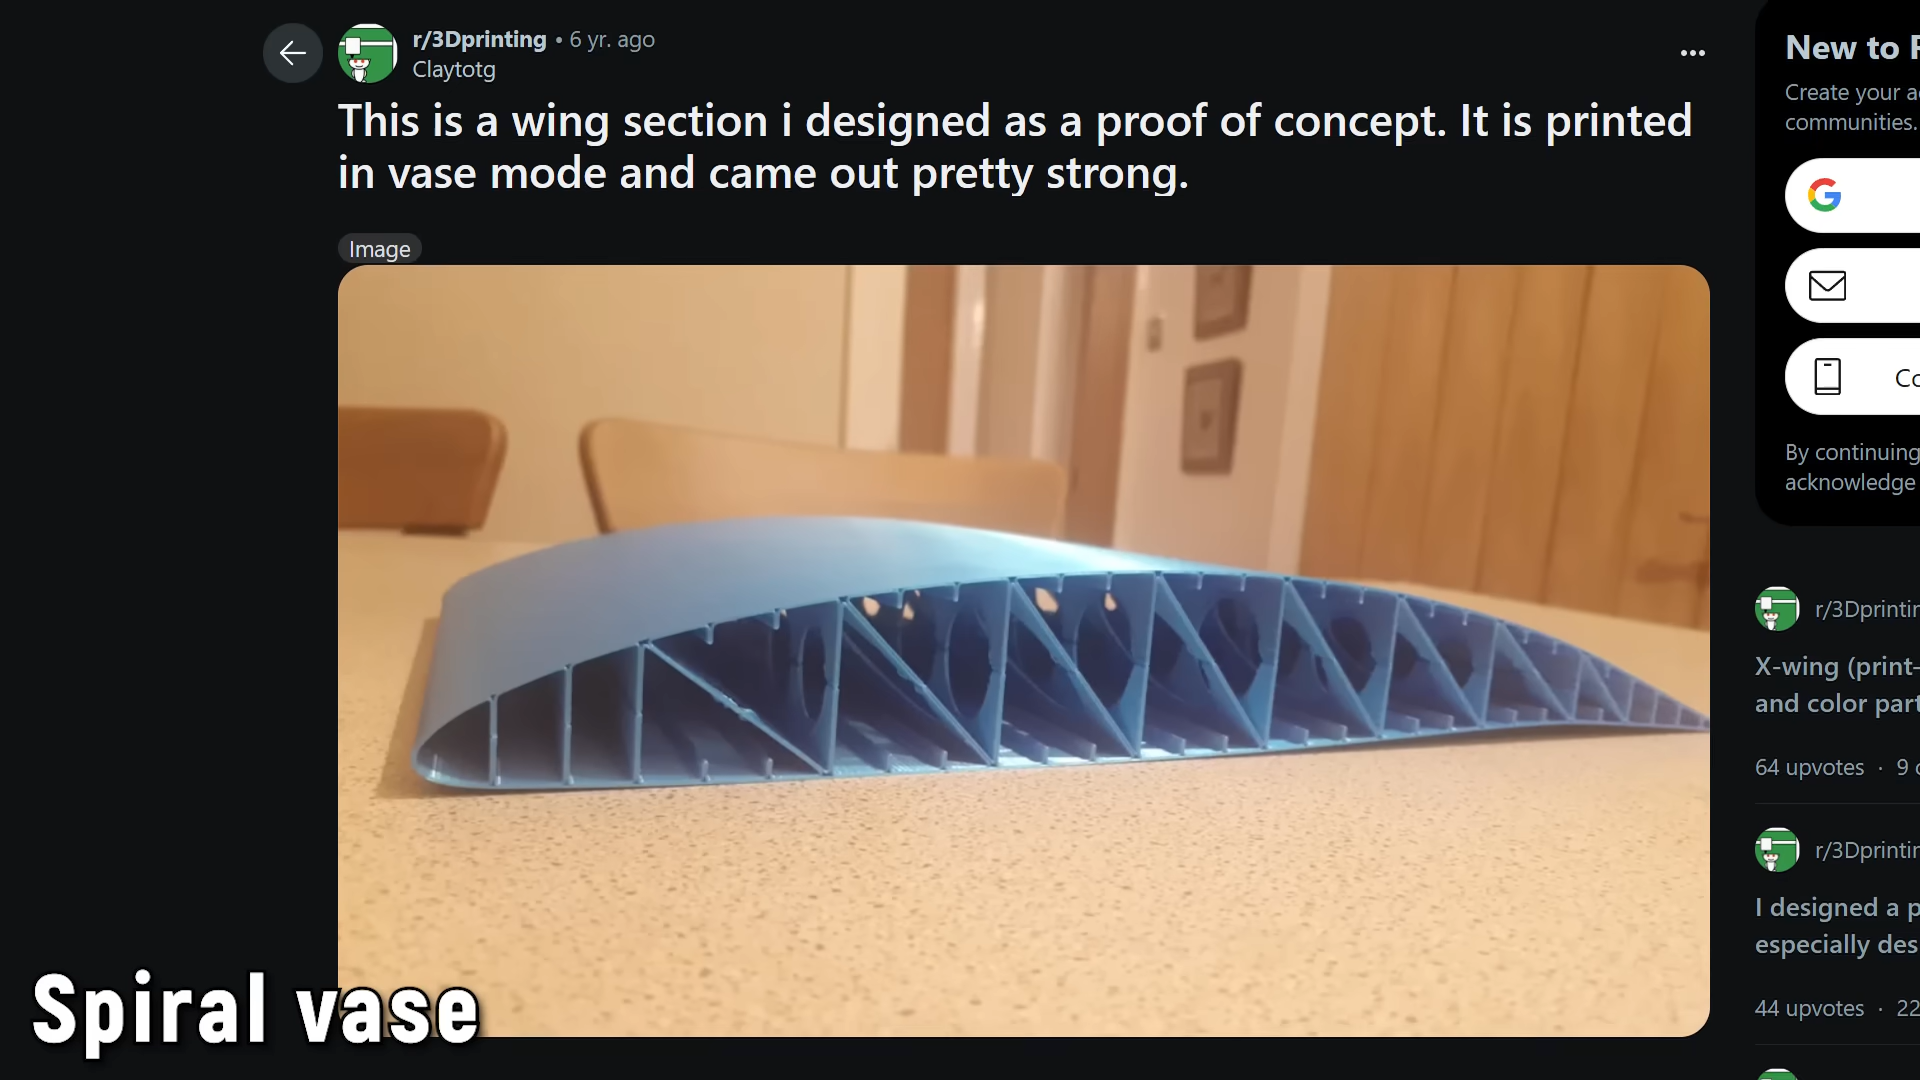 r/3Dprinting • 6 yr. ago
Claytotg
This is a wing section i designed as a proof of concept. It is printed
in vase mode and came out pretty strong.
Image
Spiral vase
New to
Create your
communities.
By continuing
acknowledge
r/3Dprintin
X-wing (print-
and color part
64 upvotes · 9
r/3Dprintin
I designed a p
especially des
44 upvotes · 22